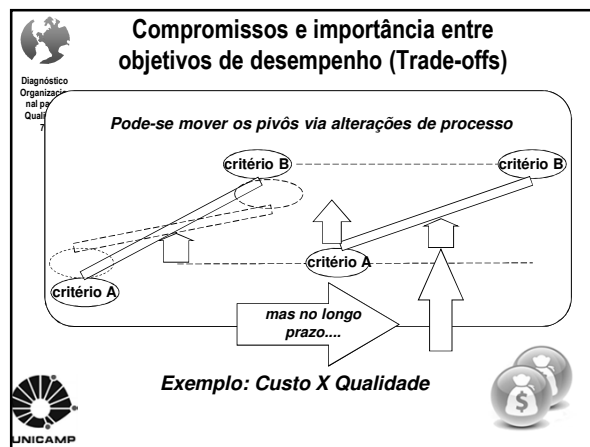 Compromissos e importância entre
objetivos de desempenho (Trade-offs)
Diagnóstico
Organizacio
nal pa
Quali
7
Pode-se mover os pivôs via alterações de processo
critério B
critério B
critério A
critério A
mas no longo
prazo....
Exemplo: Custo X Qualidade
UNICAMP
$